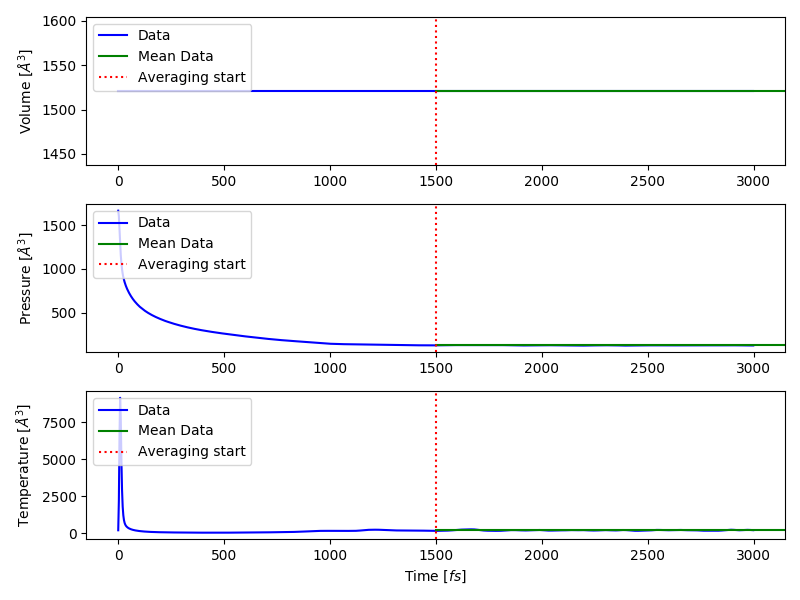 Volume [Å³]
1600
1550
1500
1450
Data
Mean Data
Averaging start
0 500 1000 1500 2000 2500 3000
Pressure [Å³]
1500
1000
500
Data
Mean Data
Averaging start
0 500 1000 1500 2000 2500 3000
Temperature [Å³]
7500
5000
2500
0
Data
Mean Data
Averaging start
0 500 1000 1500 2000 2500 3000
Time [fs]